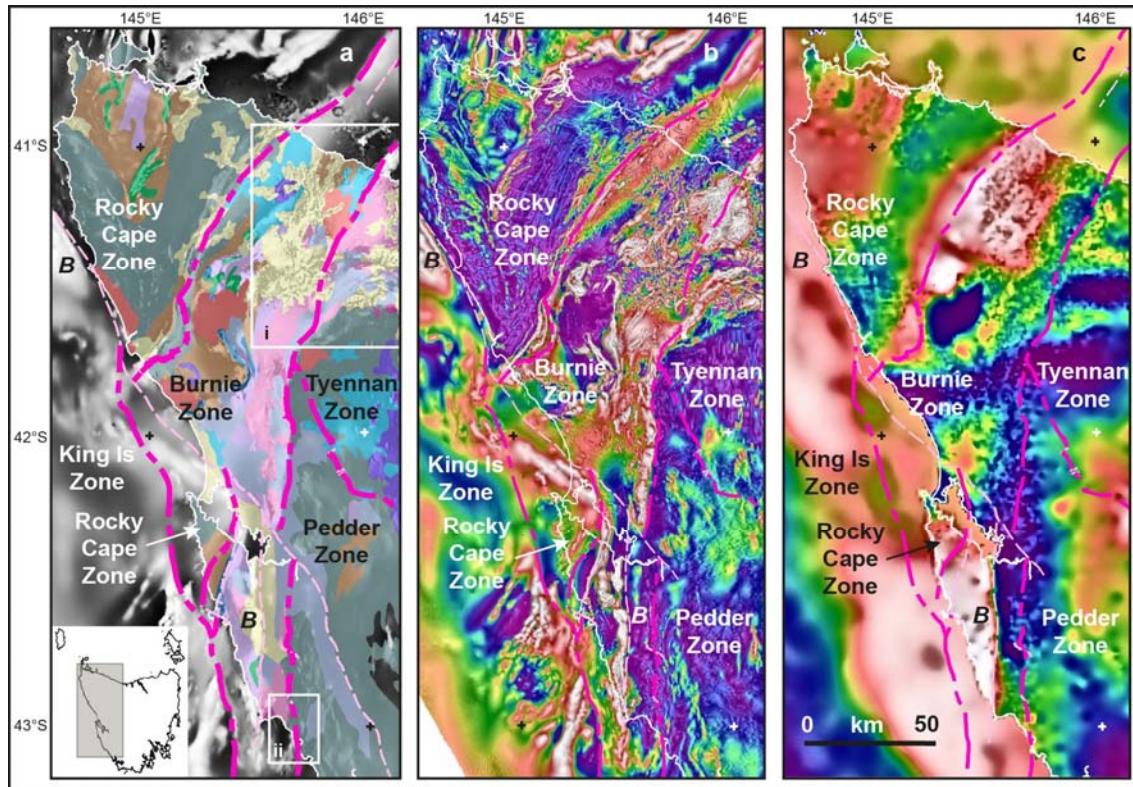 145°E
146°E
145°E
146°E
145°E
146°E
a
b
c
41°S
42°S
43°S
Rocky
Cape
Zone
B
i
Burnie
Zone
Tyennan
Zone
King Is
Zone
Rocky
Cape
Zone
Pedder
Zone
B
ii
Rocky
Cape
Zone
B
Burnie
Zone
Tyennan
Zone
King Is
Zone
Rocky
Cape
Zone
B
Pedder
Zone
Rocky
Cape
Zone
B
Burnie
Zone
Tyennan
Zone
King Is
Zone
Rocky
Cape
Zone
B
Pedder
Zone
0 km 50